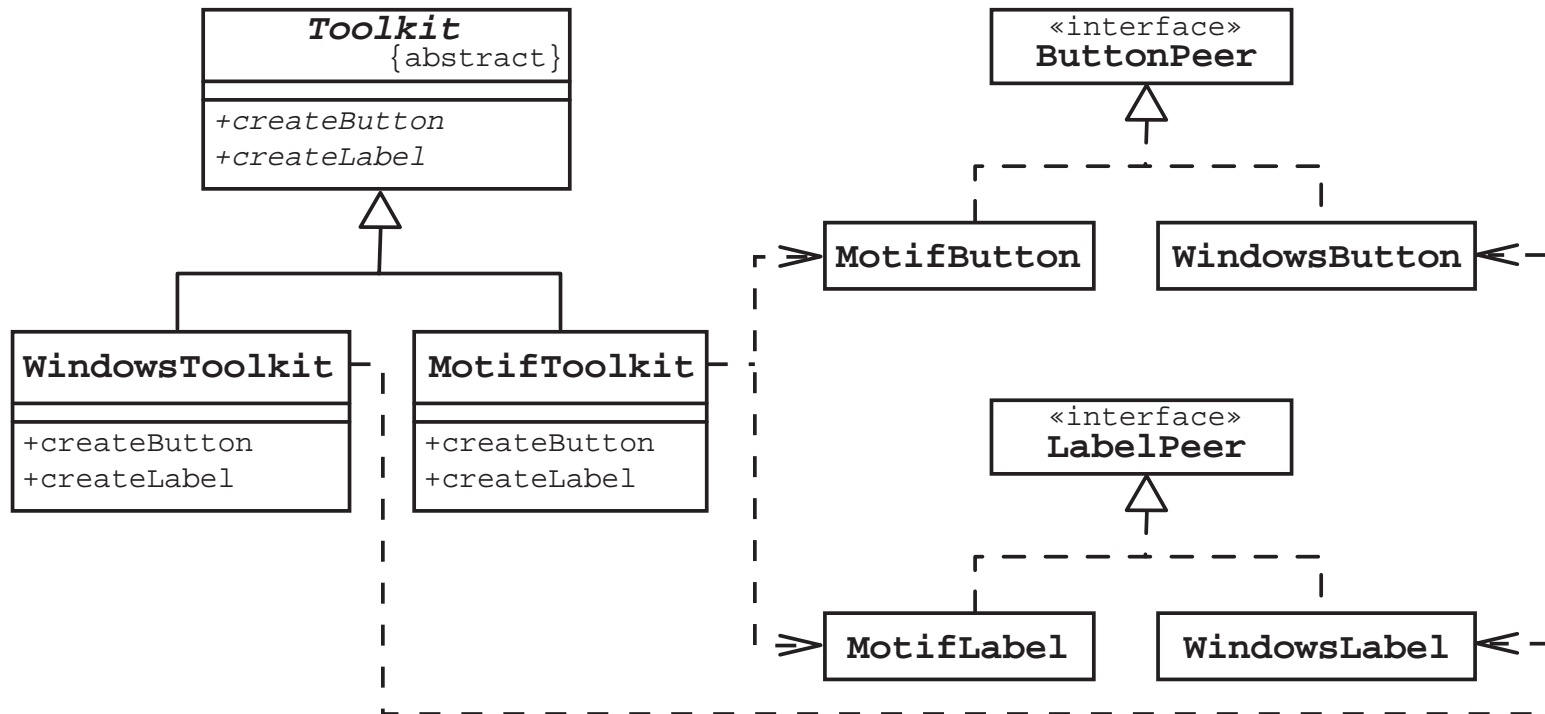 Toolkit
{abstract}
+createButton
+createLabel
«interface»
ButtonPeer
MotifButton
WindowsButton
WindowsToolkit
+createButton
+createLabel
MotifToolkit
+createButton
+createLabel
«interface»
LabelPeer
MotifLabel
WindowsLabel